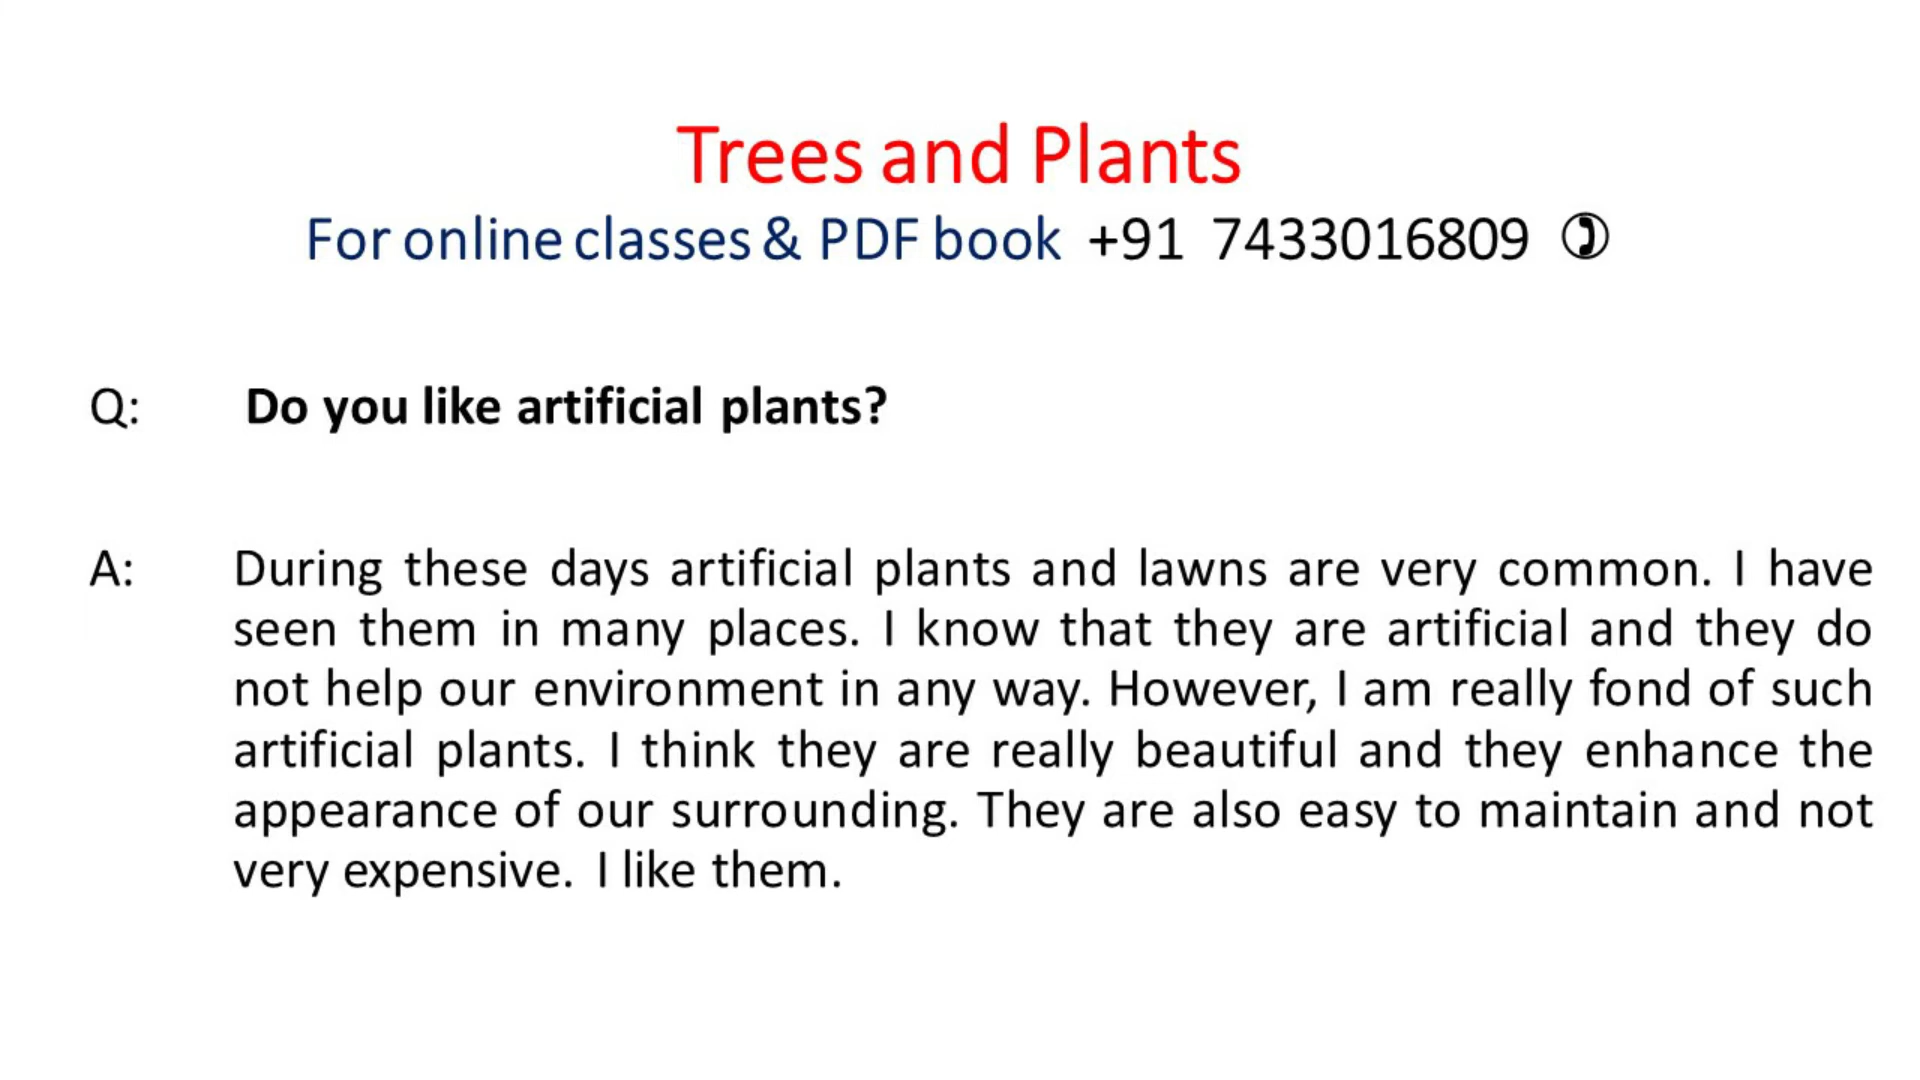 Trees and Plants
For online classes & PDF book +91 7433016809 ✆
Q: Do you like artificial plants?
A: During these days artificial plants and lawns are very common. I have
seen them in many places. I know that they are artificial and they do
not help our environment in any way. However, I am really fond of such
artificial plants. I think they are really beautiful and they enhance the
appearance of our surrounding. They are also easy to maintain and not
very expensive. I like them.